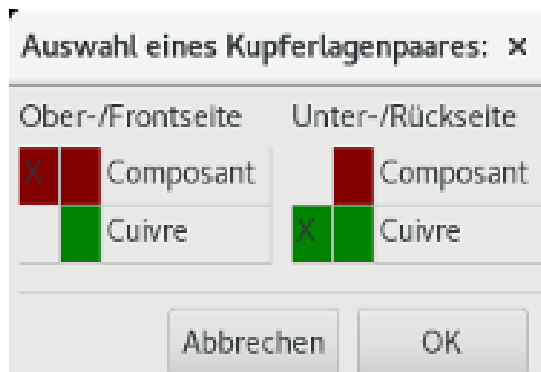 Auswahl eines Kupferlagenpaares: ×
Ober-/Frontseite Unter-/Rückseite
X Composant Composant
Cuivre X Cuivre
Abbrechen OK